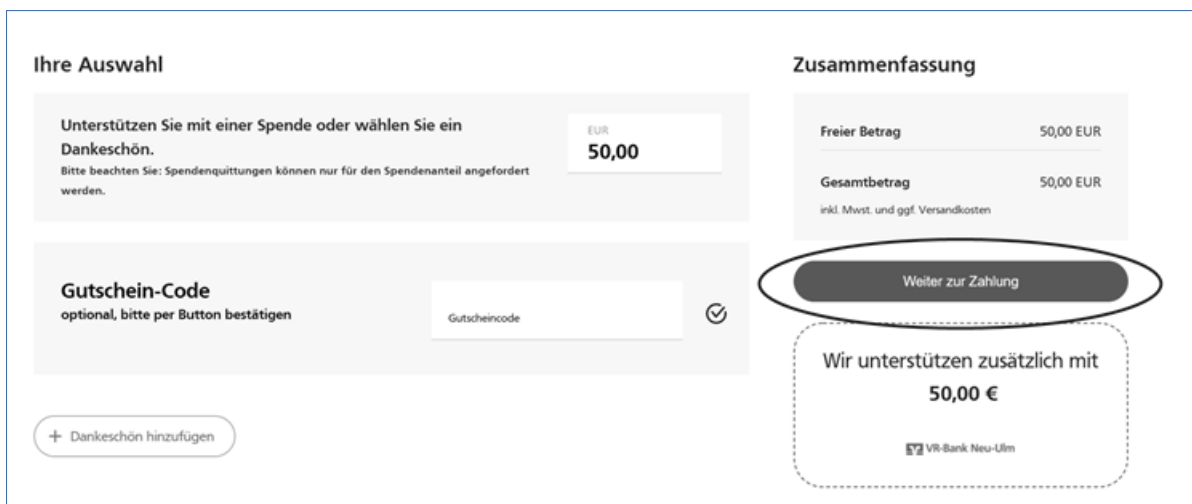 Ihre Auswahl
Unterstützen Sie mit einer Spende oder wählen Sie ein
Dankeschön.
Bitte beachten Sie: Spendenquittungen können nur für den Spendenanteil angefordert
werden.
EUR
50,00
Gutschein-Code
optional, bitte per Button bestätigen
Gutscheincode
+ Dankeschön hinzufügen
Zusammenfassung
Freier Betrag 50,00 EUR
Gesamtbetrag 50,00 EUR
inkl. Mwst. und ggf. Versandkosten
Weiter zur Zahlung
Wir unterstützen zusätzlich mit
50,00 €
VR-Bank Neu-Ulm